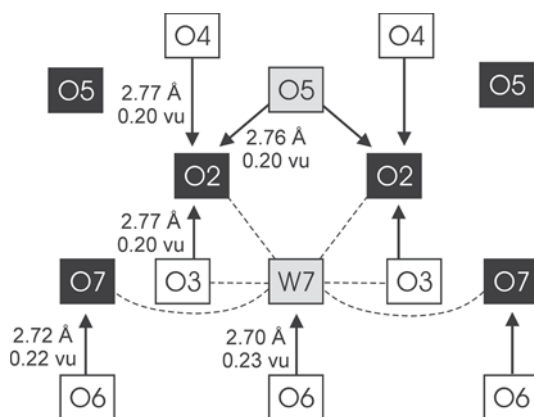 O4 O4
O5 O5 O5
2.77 Å
0.20 vu
2.76 Å
0.20 vu
O2 O2
2.77 Å
0.20 vu
O7 O3 W7 O3 O7
2.72 Å 2.70 Å
0.22 vu 0.23 vu
O6 O6 O6